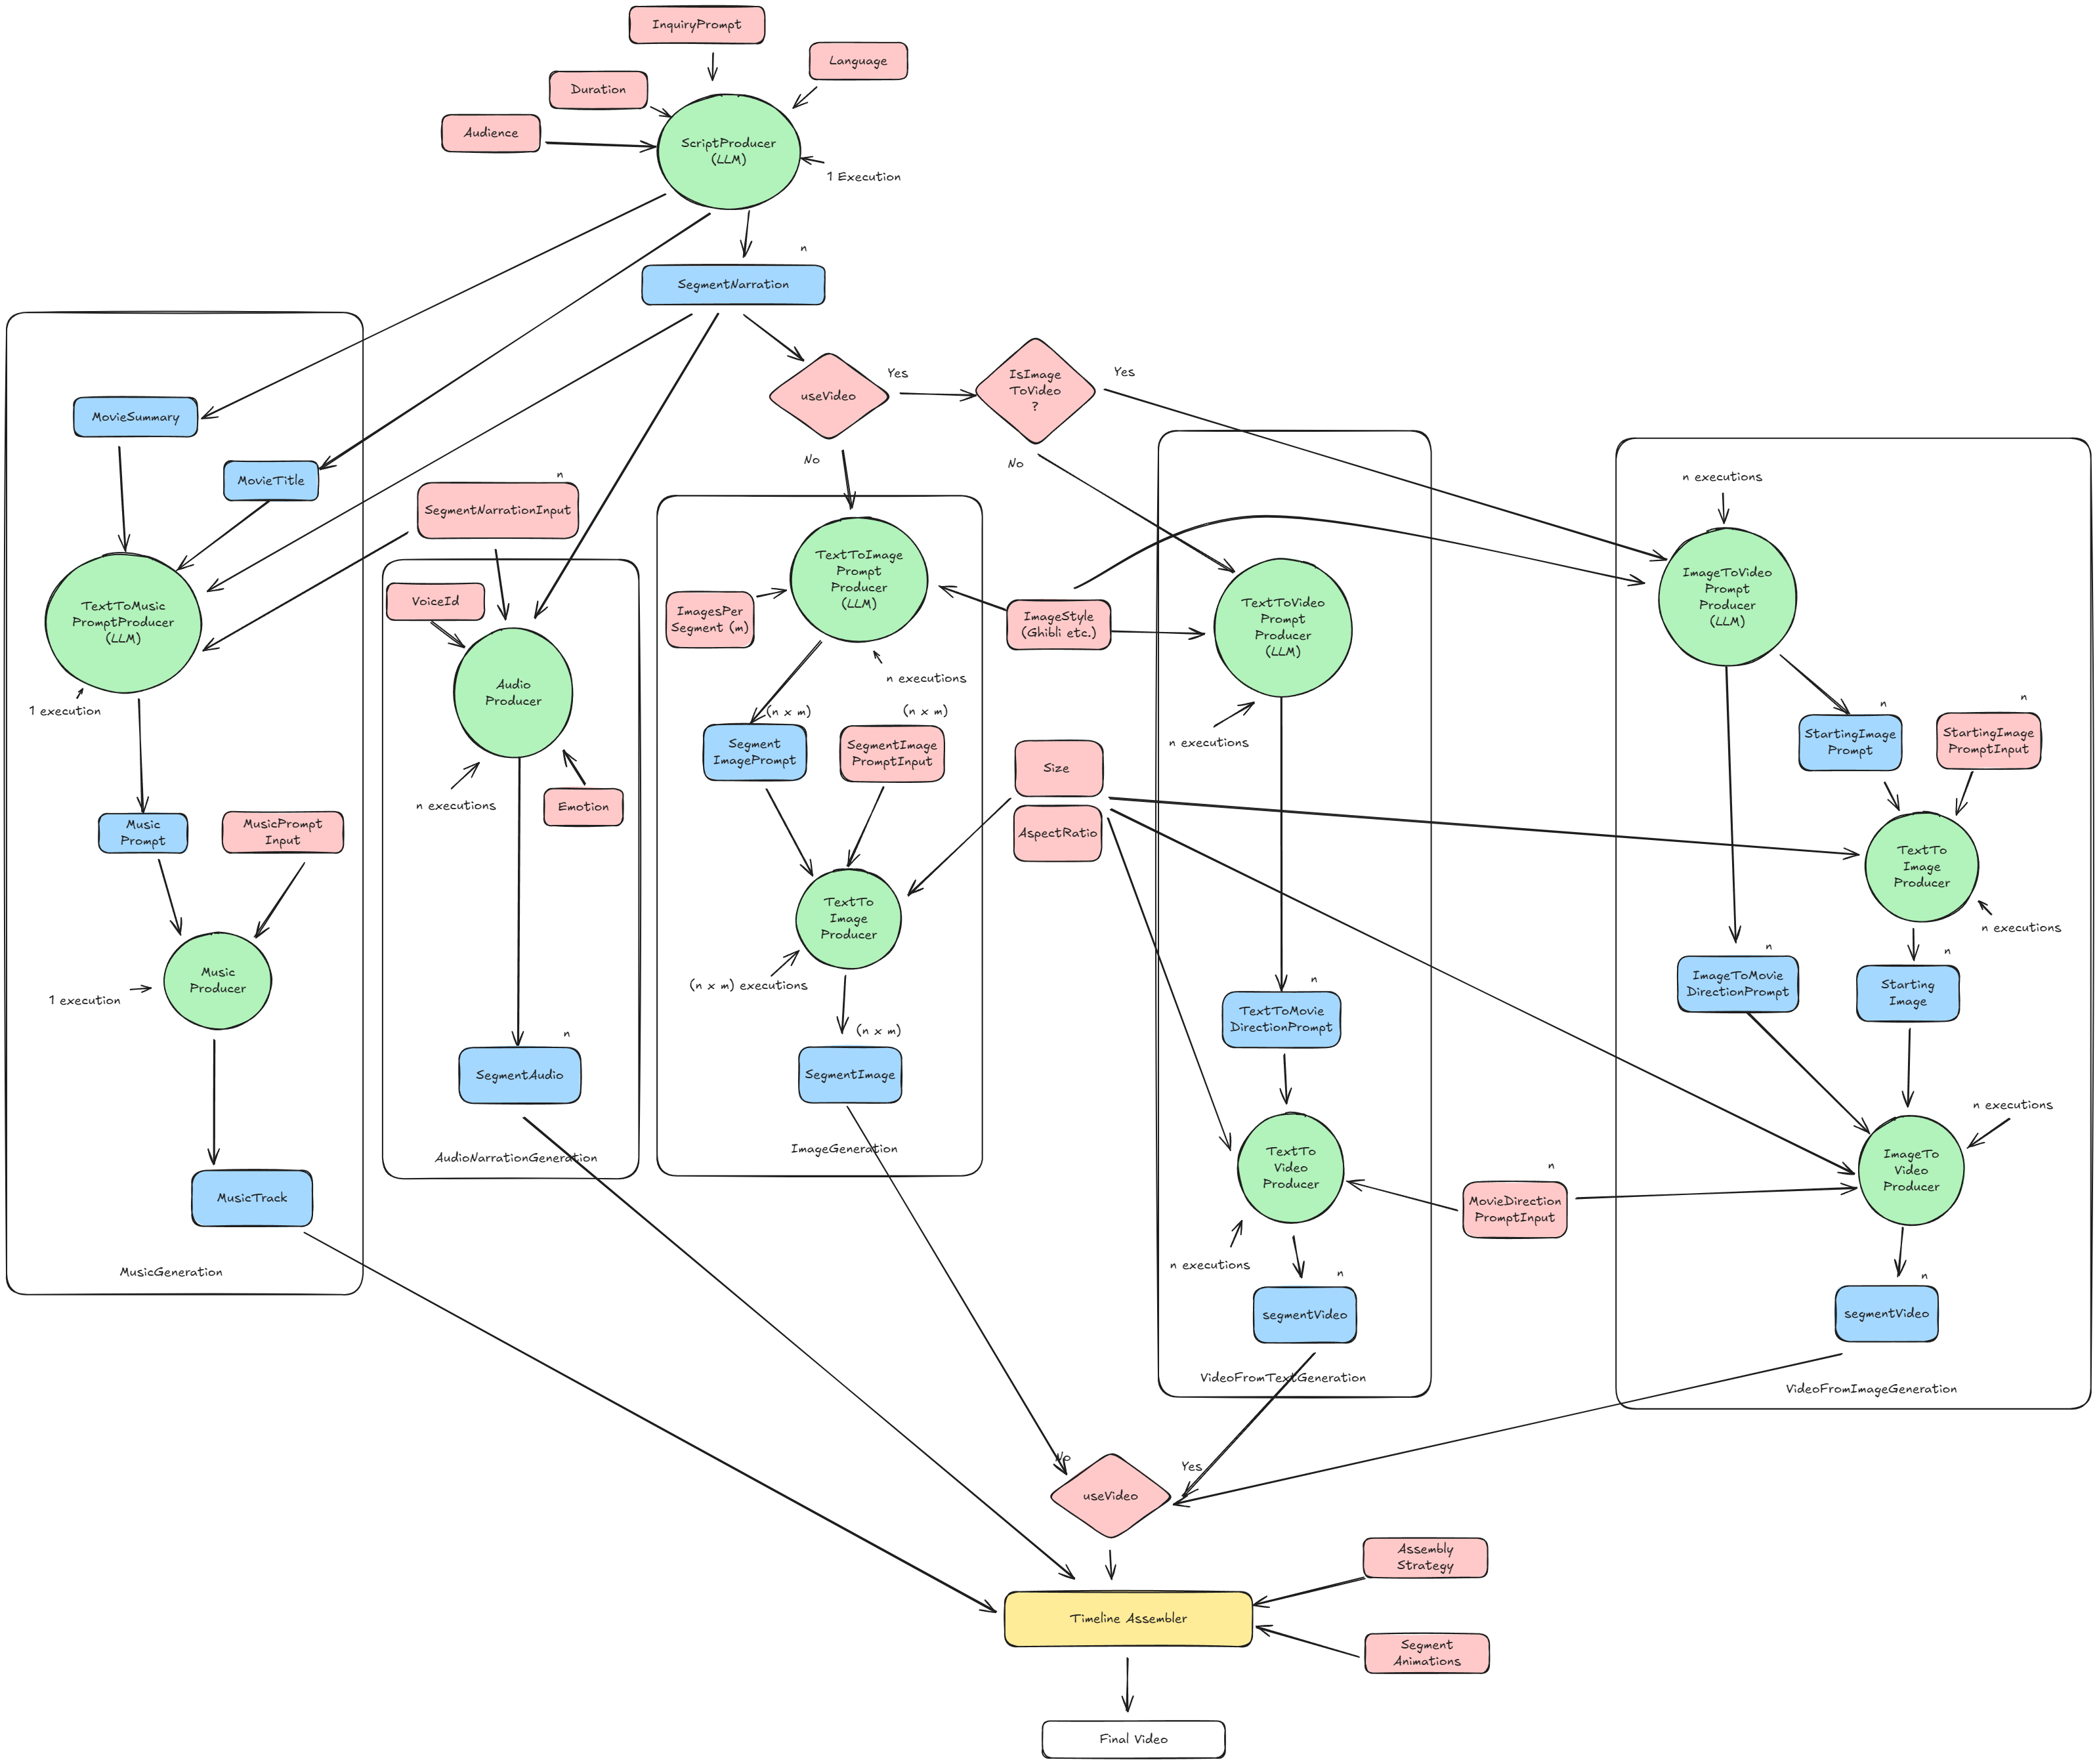 InquiryPrompt
Language
Duration
Audience
ScriptProducer
(LLM)
1 Execution
n
SegmentNarration
useVideo
Yes
IsImage
ToVideo
?
Yes
No
No
MovieSummary
MovieTitle
n
SegmentNarrationInput
TextToMusic
PromptProducer
(LLM)
1 execution
Music
Prompt
MusicPrompt
Input
Music
Producer
1 execution
MusicTrack
MusicGeneration
VoiceId
Audio
Producer
n executions
Emotion
n
SegmentAudio
AudioNarrationGeneration
TextToImage
Prompt
Producer
(LLM)
ImagesPer
Segment (m)
n executions
(n x m)
Segment
ImagePrompt
(n x m)
SegmentImage
PromptInput
TextTo
Image
Producer
(n x m) executions
(n x m)
SegmentImage
ImageGeneration
ImageStyle
(Ghibli etc.)
Size
AspectRatio
TextToVideo
Prompt
Producer
(LLM)
n executions
n
TextToMovie
DirectionPrompt
TextTo
Video
Producer
n executions
n
segmentVideo
VideoFromTextGeneration
n
MovieDirection
PromptInput
n executions
ImageToVideo
Prompt
Producer
(LLM)
n
StartingImage
Prompt
n
StartingImage
PromptInput
TextTo
Image
Producer
n executions
n
ImageToMovie
DirectionPrompt
n
Starting
Image
n executions
ImageTo
Video
Producer
n
segmentVideo
VideoFromImageGeneration
No
Yes
useVideo
Assembly
Strategy
Timeline Assembler
Segment
Animations
Final Video